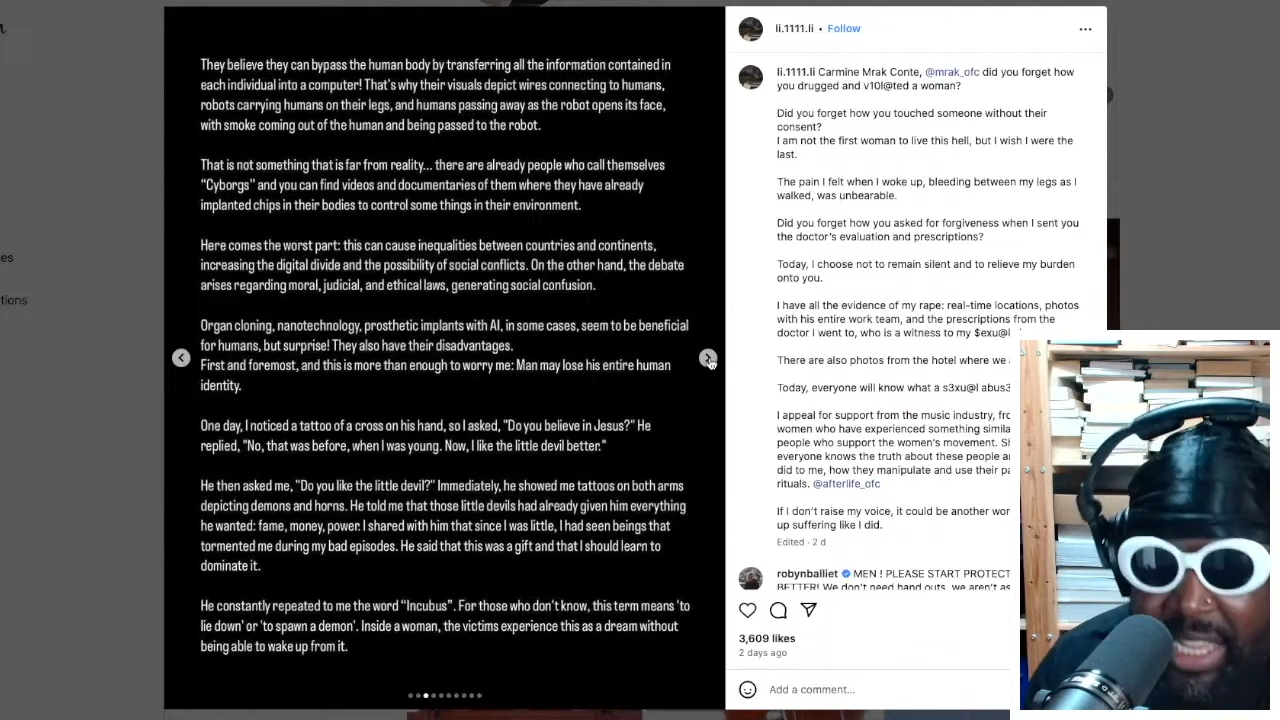 They believe they can bypass the human body by transferring all the information contained in
each individual into a computer! That's why their visuals depict wires connecting to humans,
robots carrying humans on their legs, and humans passing away as the robot opens its face,
with smoke coming out of the human and being passed to the robot.
That is not something that is far from reality... there are already people who call themselves
"Cyborgs" and you can find videos and documentaries of them where they have already
implanted chips in their bodies to control some things in their environment.
Here comes the worst part: this can cause inequalities between countries and continents,
increasing the digital divide and the possibility of social conflicts. On the other hand, the debate
arises regarding moral, judicial, and ethical laws, generating social confusion.
Organ cloning, nanotechnology, prosthetic implants with AI, in some cases, seem to be beneficial
for humans, but surprise! They also have their disadvantages.
First and foremost, and this is more than enough to worry me: Man may lose his entire human
identity.
One day, I noticed a tattoo of a cross on his hand, so I asked, "Do you believe in Jesus?" He
replied, "No, that was before, when I was young. Now, I like the little devil better."
He then asked me, "Do you like the little devil?" Immediately, he showed me tattoos on both arms
depicting demons and horns. He told me that those little devils had already given him everything
he wanted: fame, money, power. I shared with him that since I was little, I had seen beings that
tormented me during my bad episodes. He said that this was a gift and that I should learn to
dominate it.
He constantly repeated to me the word "Incubus". For those who don't know, this term means 'to
lie down' or 'to spawn a demon'. Inside a woman, the victims experience this as a dream without
being able to wake up from it.
li.1111.li • Follow
li.1111.li Carmine Mrak Conte, @mrak_ofc did you forget how
you drugged and v10l@ted a woman?
Did you forget how you touched someone without their
consent?
I am not the first woman to live this hell, but I wish I were the
last.
The pain I felt when I woke up, bleeding between my legs as I
walked, was unbearable.
Did you forget how you asked for forgiveness when I sent you
the doctor's evaluation and prescriptions?
Today, I choose not to remain silent and to relieve my burden
onto you.
I have all the evidence of my rape: real-time locations, photos
with his entire work team, and the prescriptions from the
doctor I went to, who is a witness to my $exu@l
There are also photos from the hotel where we
Today, everyone will know what a s3xu@l abus3
I appeal for support from the music industry, fro
women who have experienced something simila
people who support the women's movement. S
everyone knows the truth about these people a
did to me, how they manipulate and use their pa
rituals. @afterlife_ofc
If I don't raise my voice, it could be another wor
up suffering like I did.
Edited · 2 d
robynballiet MEN ! PLEASE START PROTECT
BETTER! We don't need hand outs, we aren't as
3,609 likes
2 days ago
Add a comment...
es
tions